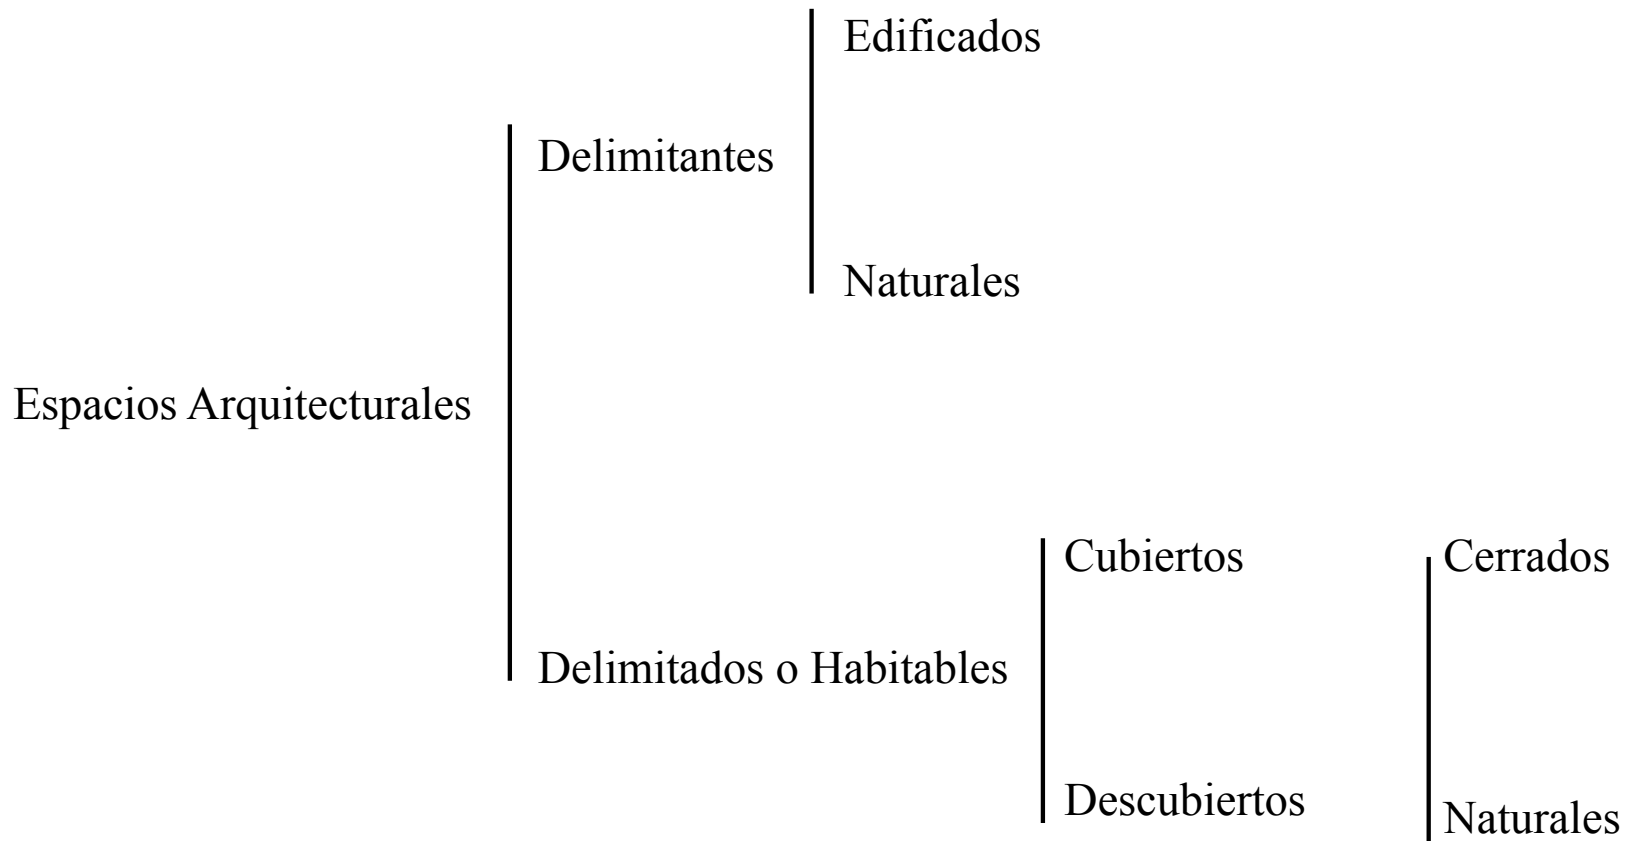 Edificados
Delimitantes
Naturales
Espacios Arquitecturales
Cubiertos
Cerrados
Delimitados o Habitables
Descubiertos
Naturales